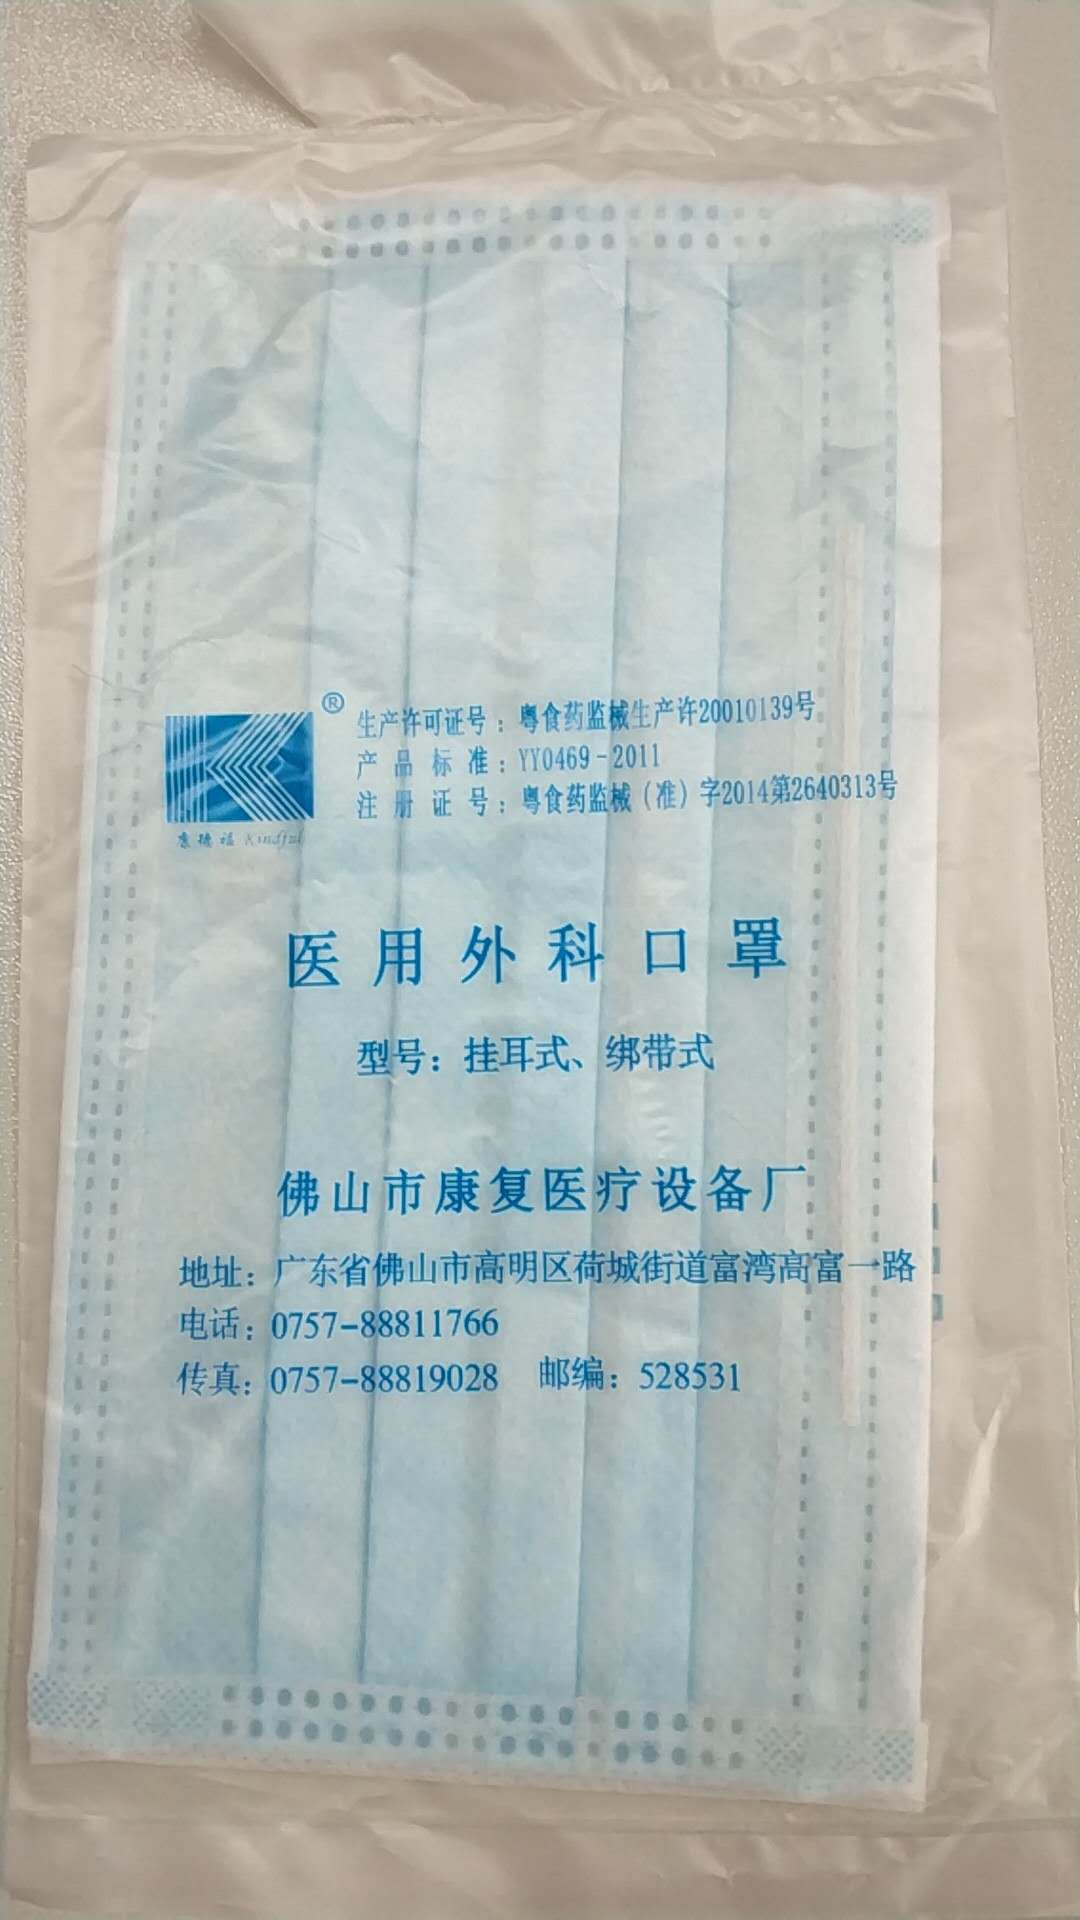 ®
生产许可证号：粤食药监械生产许20010139号
产品标准：YY0469-2011
注册证号：粤食药监械（准）字2014第2640313号
康德福 Kindful
医用外科口罩
型号：挂耳式、绑带式
佛山市康复医疗设备厂
地址：广东省佛山市高明区荷城街道富湾高富一路
电话：0757-88811766
传真：0757-88819028 邮编：528531